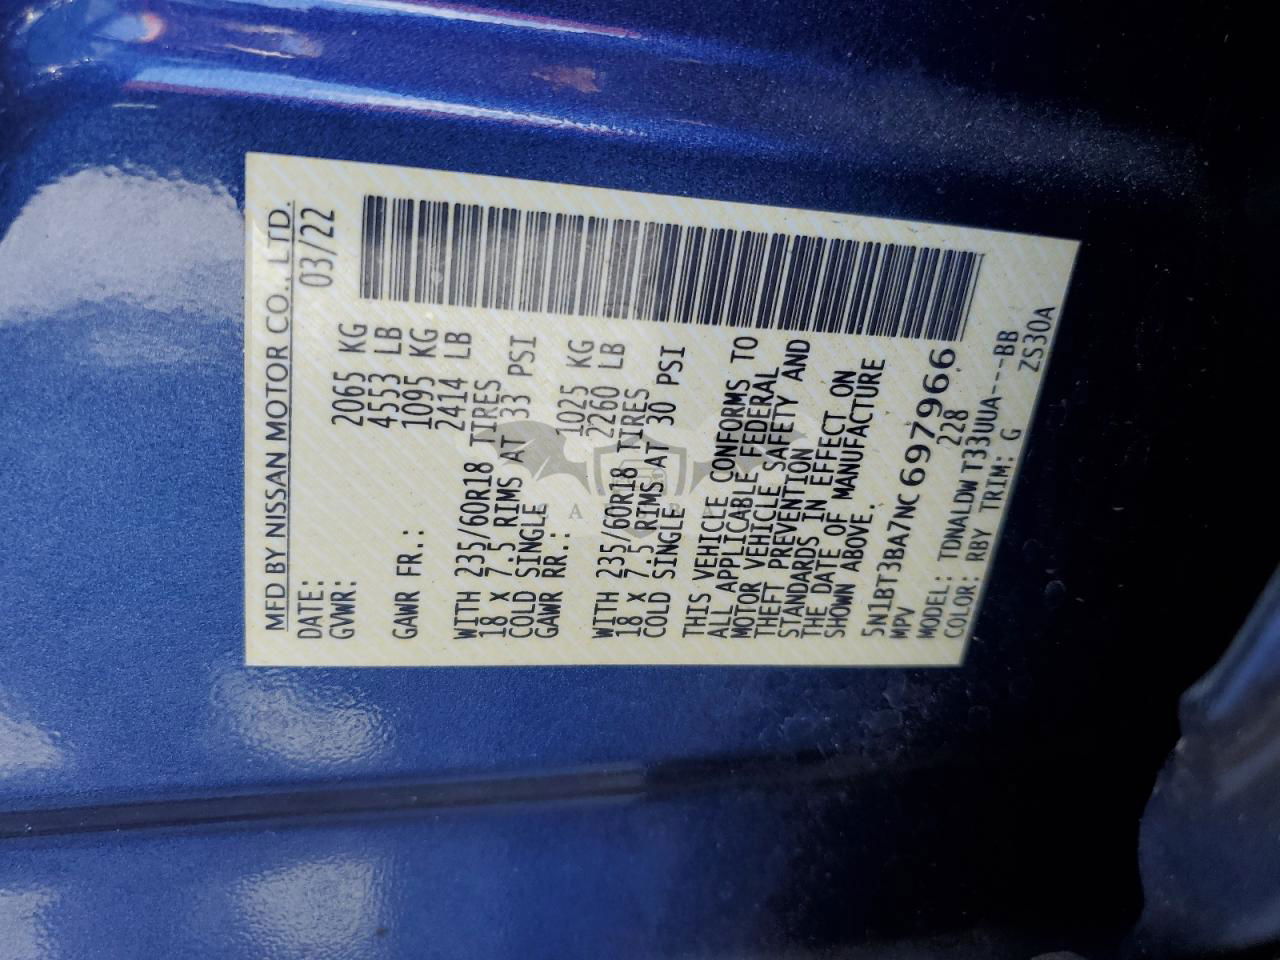 MFD BY NISSAN MOTOR CO., LTD.
DATE: 03/22
GVWR: 2065 KG
4553 LB
GAWR FR.: 1095 KG
2414 LB
WITH 235/60R18 TIRES
18 X 7.5 RIMS AT 33 PSI
COLD SINGLE
GAWR RR.: 1025 KG
2260 LB
WITH 235/60R18 TIRES
18 X 7.5 RIMS AT 30 PSI
COLD SINGLE
THIS VEHICLE CONFORMS TO
ALL APPLICABLE FEDERAL
MOTOR VEHICLE SAFETY AND
THEFT PREVENTION
STANDARDS IN EFFECT ON
THE DATE OF MANUFACTURE
SHOWN ABOVE.
5N1BT3BA7NC697966
MPV 228
MODEL: TDNALDWT33UUA---BB
COLOR: RBY TRIM: G ZS30A